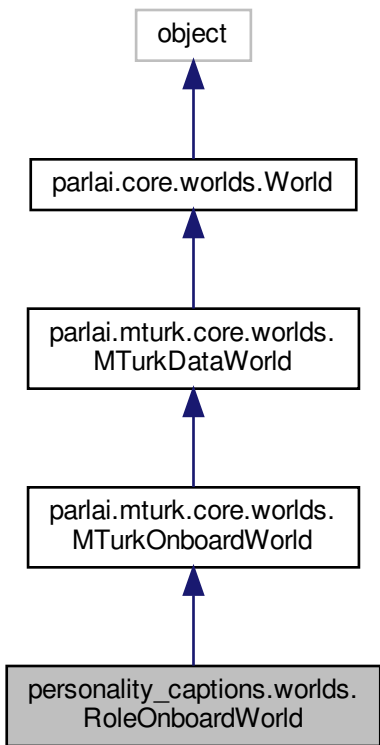 object
parlai.core.worlds.World
parlai.mturk.core.worlds.
MTurkDataWorld
parlai.mturk.core.worlds.
MTurkOnboardWorld
personality_captions.worlds.
RoleOnboardWorld